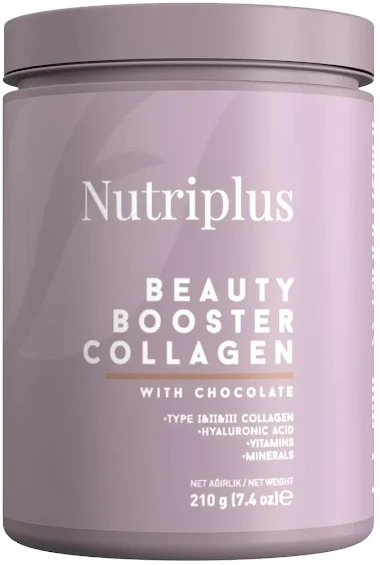 Nutriplus
BEAUTY
BOOSTER
COLLAGEN
WITH CHOCOLATE
•TYPE I&II&III COLLAGEN
•HYALURONIC ACID
•VITAMINS
•MINERALS
NET AĞIRLIK / NET WEIGHT
210 g (7.4 oz)℮